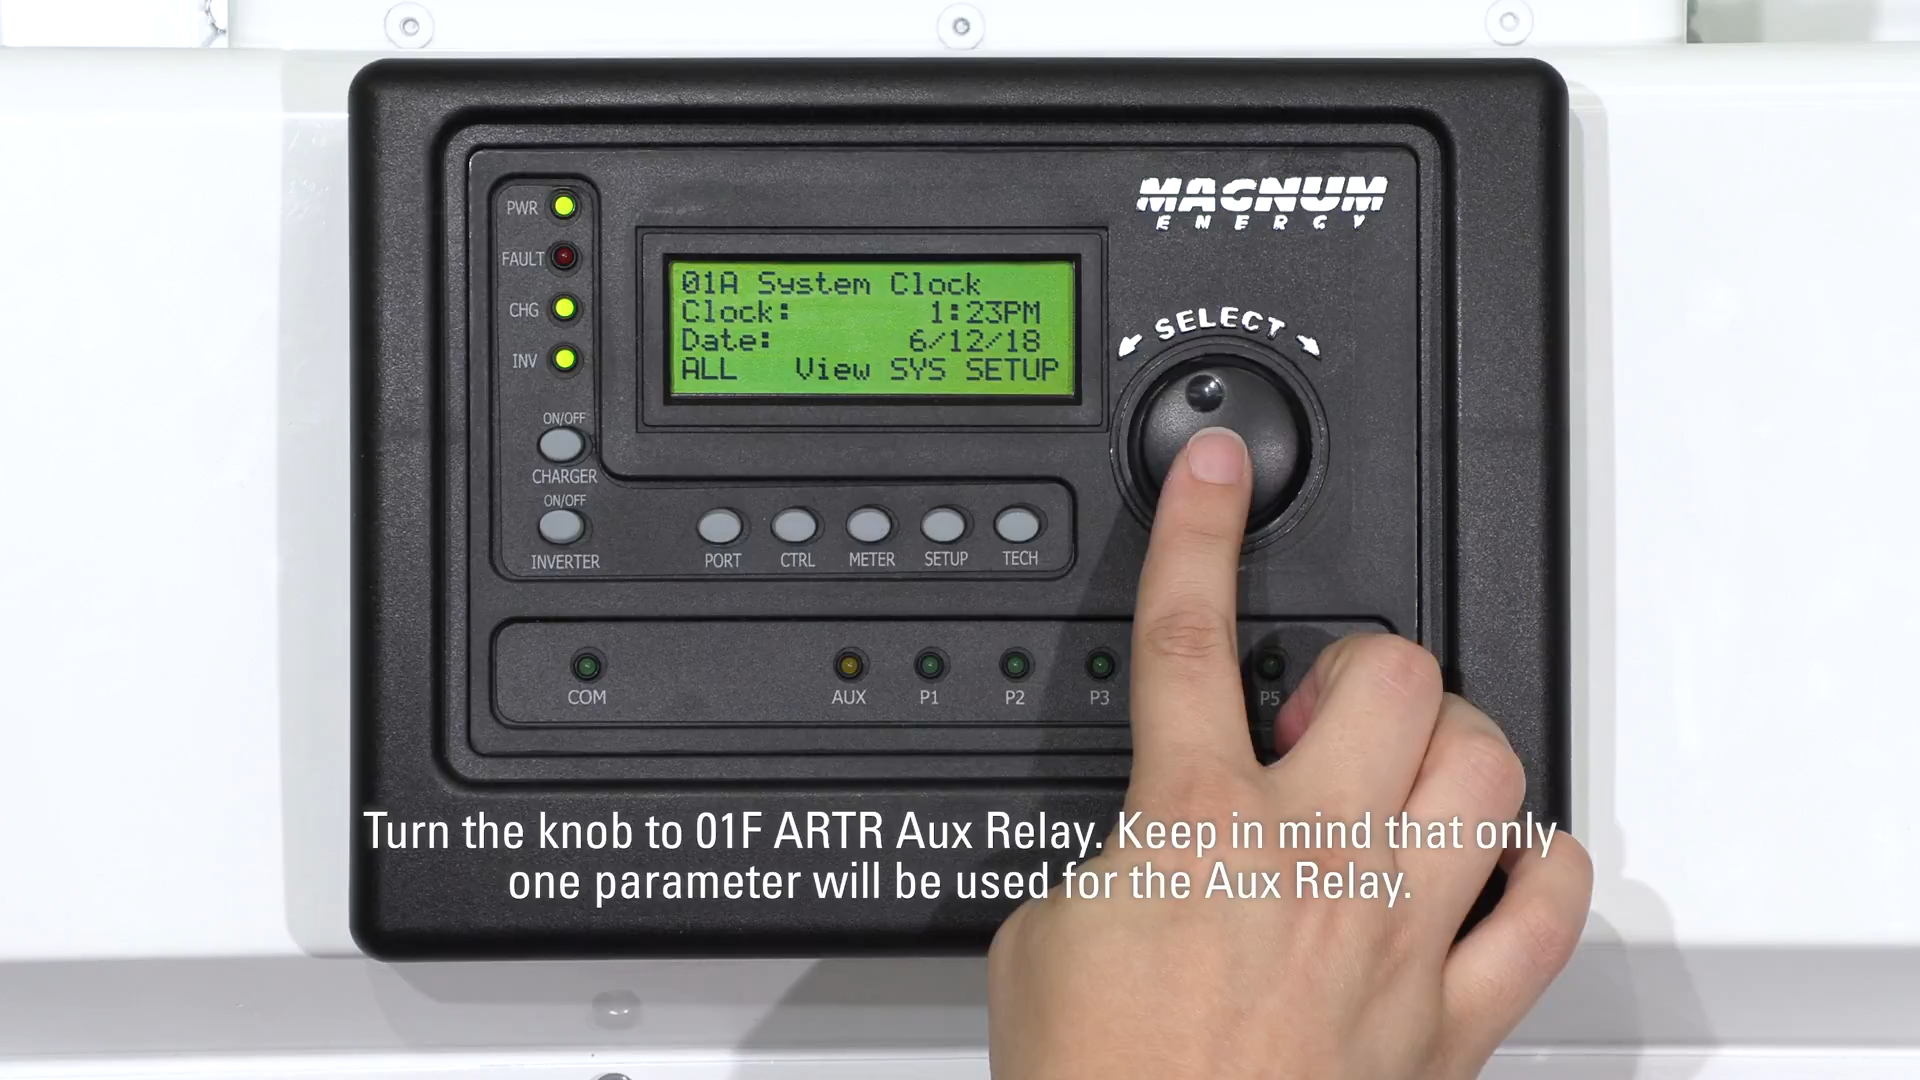 MAGNUM
ENERGY
PWR
FAULT
CHG
INV
01A System Clock
Clock: 1:23PM
Date: 6/12/18
ALL View SYS SETUP
SELECT
ON/OFF
CHARGER
ON/OFF
INVERTER
PORT CTRL METER SETUP TECH
COM AUX P1 P2 P3 P5
Turn the knob to 01F ARTR Aux Relay. Keep in mind that only
one parameter will be used for the Aux Relay.